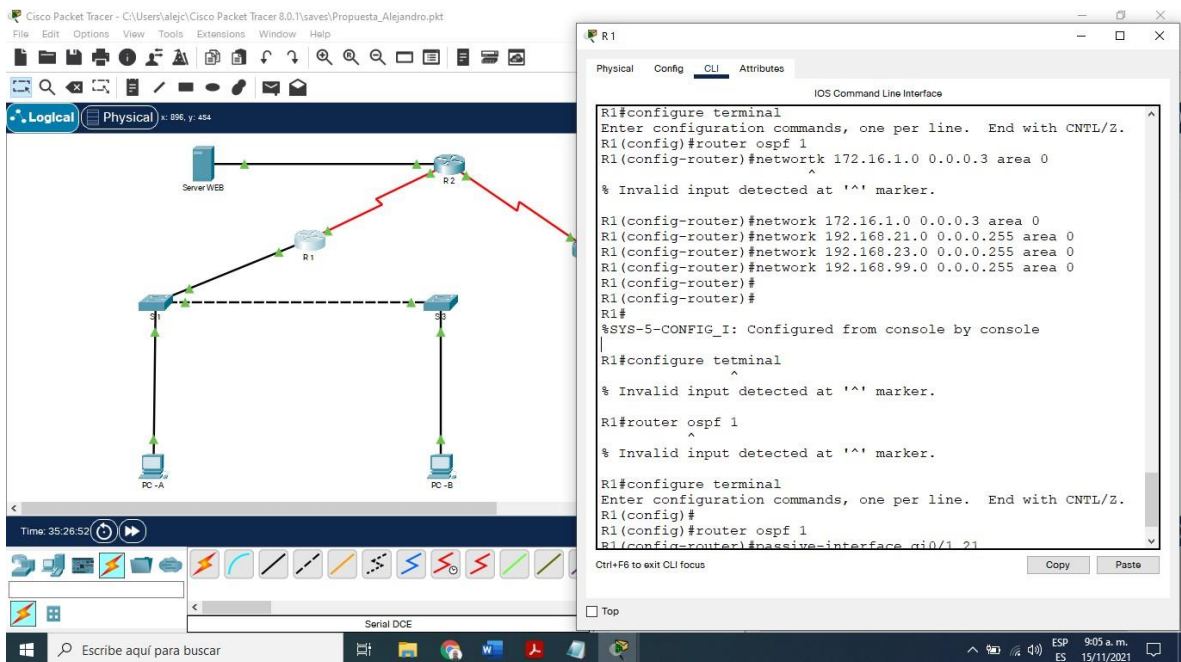 Cisco Packet Tracer - C:\Users\alejc\Cisco Packet Tracer 8.0.1\saves\Propuesta_Alejandro.pkt
File Edit Options View Tools Extensions Window Help
Logical Physical x: 896, y: 454
Server WEB
R 2
R 1
S1
S3
PC -A
PC -B
Time: 35:26:52
Serial DCE
R 1
Physical Config CLI Attributes
IOS Command Line Interface
R1#configure terminal
Enter configuration commands, one per line. End with CNTL/Z.
R1(config)#router ospf 1
R1(config-router)#networtk 172.16.1.0 0.0.0.3 area 0
^
% Invalid input detected at '^' marker.
R1(config-router)#network 172.16.1.0 0.0.0.3 area 0
R1(config-router)#network 192.168.21.0 0.0.0.255 area 0
R1(config-router)#network 192.168.23.0 0.0.0.255 area 0
R1(config-router)#network 192.168.99.0 0.0.0.255 area 0
R1(config-router)#
R1(config-router)#
R1#
%SYS-5-CONFIG_I: Configured from console by console
R1#configure tetminal
^
% Invalid input detected at '^' marker.
R1#router ospf 1
^
% Invalid input detected at '^' marker.
R1#configure terminal
Enter configuration commands, one per line. End with CNTL/Z.
R1(config)#
R1(config)#router ospf 1
R1(config-router)#passive-interface gi0/1.21
Ctrl+F6 to exit CLI focus
Copy Paste
Top
Escribe aquí para buscar
ESP
ES
9:05 a. m.
15/11/2021